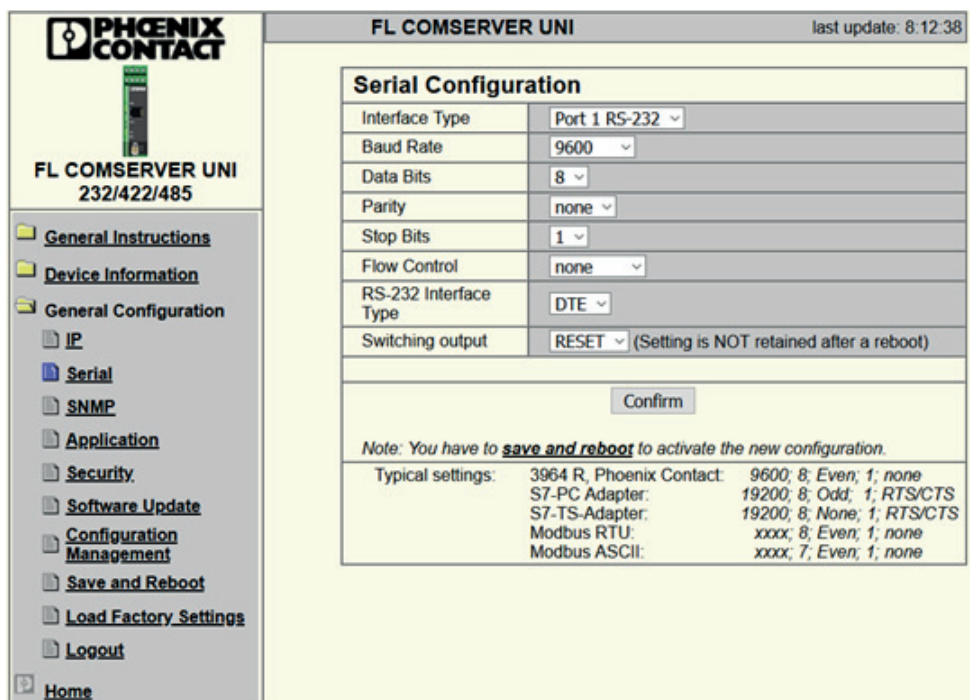 PHŒNIX
CONTACT
FL COMSERVER UNI
232/422/485
General Instructions
Device Information
General Configuration
IP
Serial
SNMP
Application
Security
Software Update
Configuration
Management
Save and Reboot
Load Factory Settings
Logout
Home
FL COMSERVER UNI last update: 8:12:38
Serial Configuration
Interface Type Port 1 RS-232
Baud Rate 9600
Data Bits 8
Parity none
Stop Bits 1
Flow Control none
RS-232 Interface
Type DTE
Switching output RESET (Setting is NOT retained after a reboot)
Confirm
Note: You have to save and reboot to activate the new configuration.
Typical settings: 3964 R, Phoenix Contact: 9600; 8; Even; 1; none
S7-PC Adapter: 19200; 8; Odd; 1; RTS/CTS
S7-TS-Adapter: 19200; 8; None; 1; RTS/CTS
Modbus RTU: xxxx; 8; Even; 1; none
Modbus ASCII: xxxx; 7; Even; 1; none